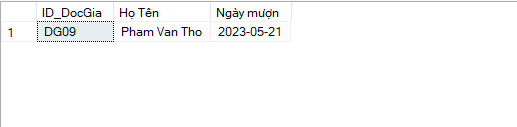 ID_DocGia Họ Tên Ngày mượn
1 DG09 Pham Van Tho 2023-05-21